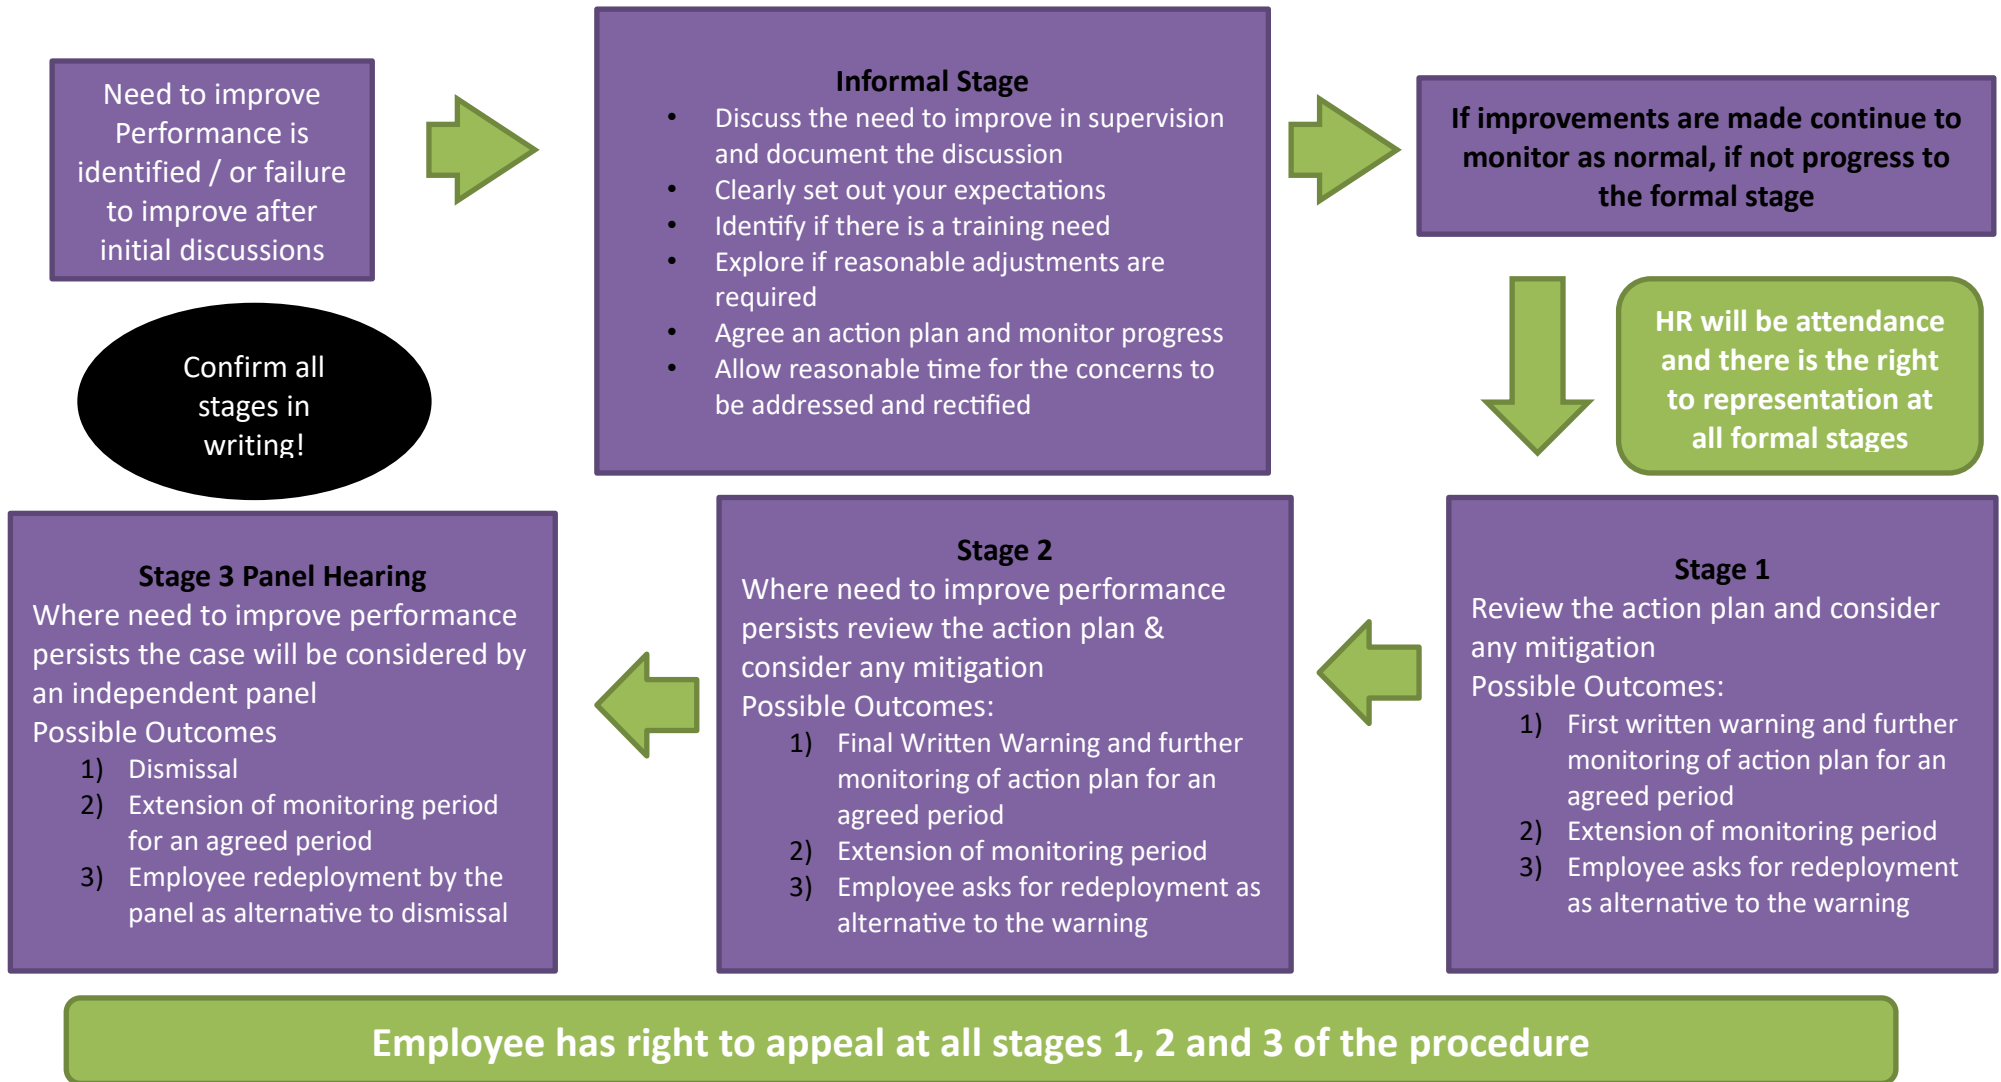 Need to improve
Performance is
identified / or failure
to improve after
initial discussions
Informal Stage
• Discuss the need to improve in supervision
and document the discussion
• Clearly set out your expectations
• Identify if there is a training need
• Explore if reasonable adjustments are
required
• Agree an action plan and monitor progress
• Allow reasonable time for the concerns to
be addressed and rectified
If improvements are made continue to
monitor as normal, if not progress to
the formal stage
Confirm all
stages in
writing!
HR will be attendance
and there is the right
to representation at
all formal stages
Stage 1
Review the action plan and consider
any mitigation
Possible Outcomes:
1) First written warning and further
monitoring of action plan for an
agreed period
2) Extension of monitoring period
3) Employee asks for redeployment
as alternative to the warning
Stage 2
Where need to improve performance
persists review the action plan &
consider any mitigation
Possible Outcomes:
1) Final Written Warning and further
monitoring of action plan for an
agreed period
2) Extension of monitoring period
3) Employee asks for redeployment as
alternative to the warning
Stage 3 Panel Hearing
Where need to improve performance
persists the case will be considered by
an independent panel
Possible Outcomes
1) Dismissal
2) Extension of monitoring period
for an agreed period
3) Employee redeployment by the
panel as alternative to dismissal
Employee has right to appeal at all stages 1, 2 and 3 of the procedure